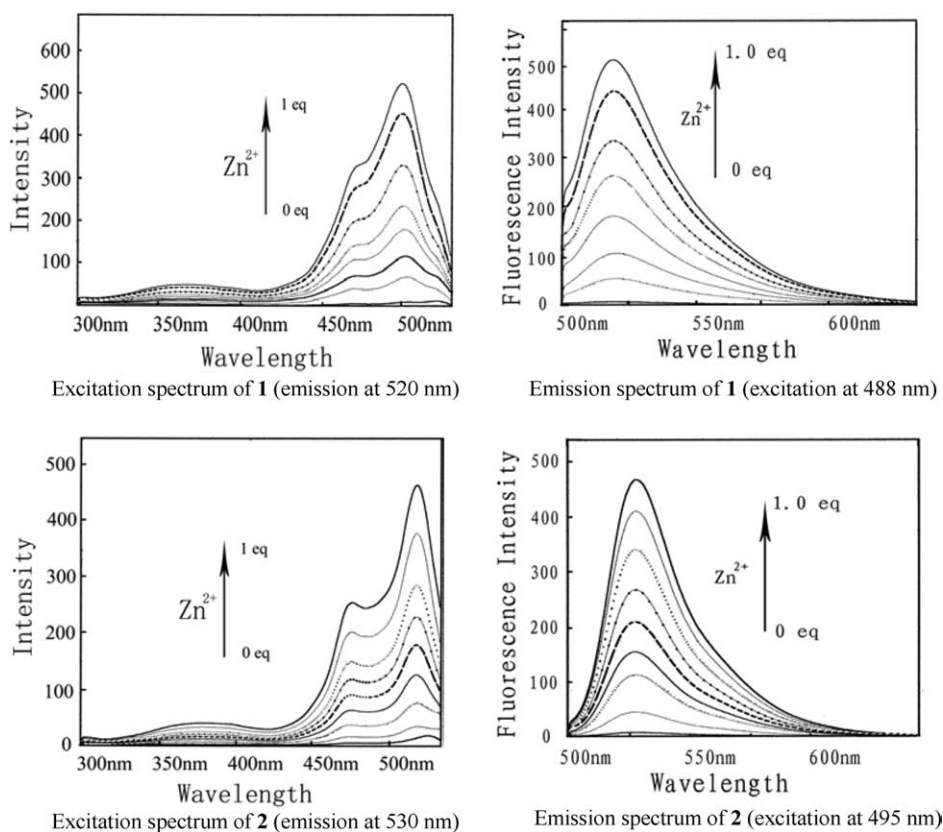 600
500
400
300
200
100
Intensity
Zn2+
1 eq
0 eq
300nm 350nm 400nm 450nm 500nm
Wavelength
Excitation spectrum of 1 (emission at 520 nm)
500
400
300
200
100
0
Fluorescence Intensity
Zn2+
1.0 eq
0 eq
500nm 550nm 600nm
Wavelength
Emission spectrum of 1 (excitation at 488 nm)
500
400
300
200
100
0
Intensity
Zn2+
1 eq
0 eq
300nm 350nm 400nm 450nm 500nm
Wavelength
Excitation spectrum of 2 (emission at 530 nm)
500
400
300
200
100
0
Fluorescence Intensity
Zn2+
1.0 eq
0 eq
500nm 550nm 600nm
Wavelength
Emission spectrum of 2 (excitation at 495 nm)